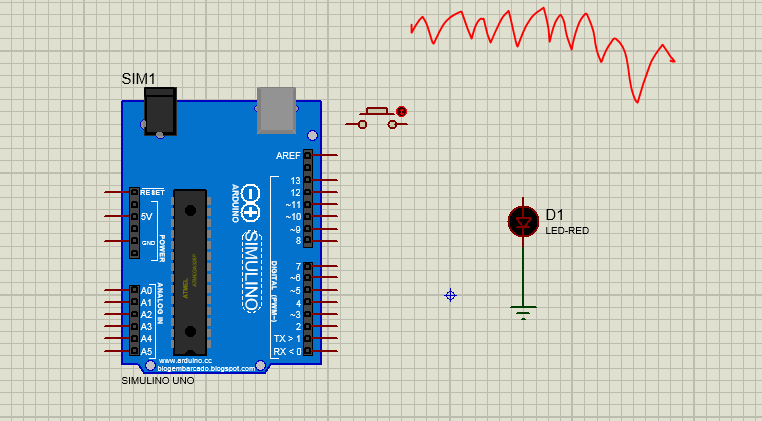 SIM1
AREF
13
12
~11
~10
~9
8
7
~6
~5
4
~3
2
TX > 1
RX < 0
RESET
5V
GND
POWER
A0
A1
A2
A3
A4
A5
ANALOG IN
ARDUINO
SIMULINO
DIGITAL (PWM~)
www.arduino.cc
blogembarcado.blogspot.com
SIMULINO UNO
D1
LED-RED